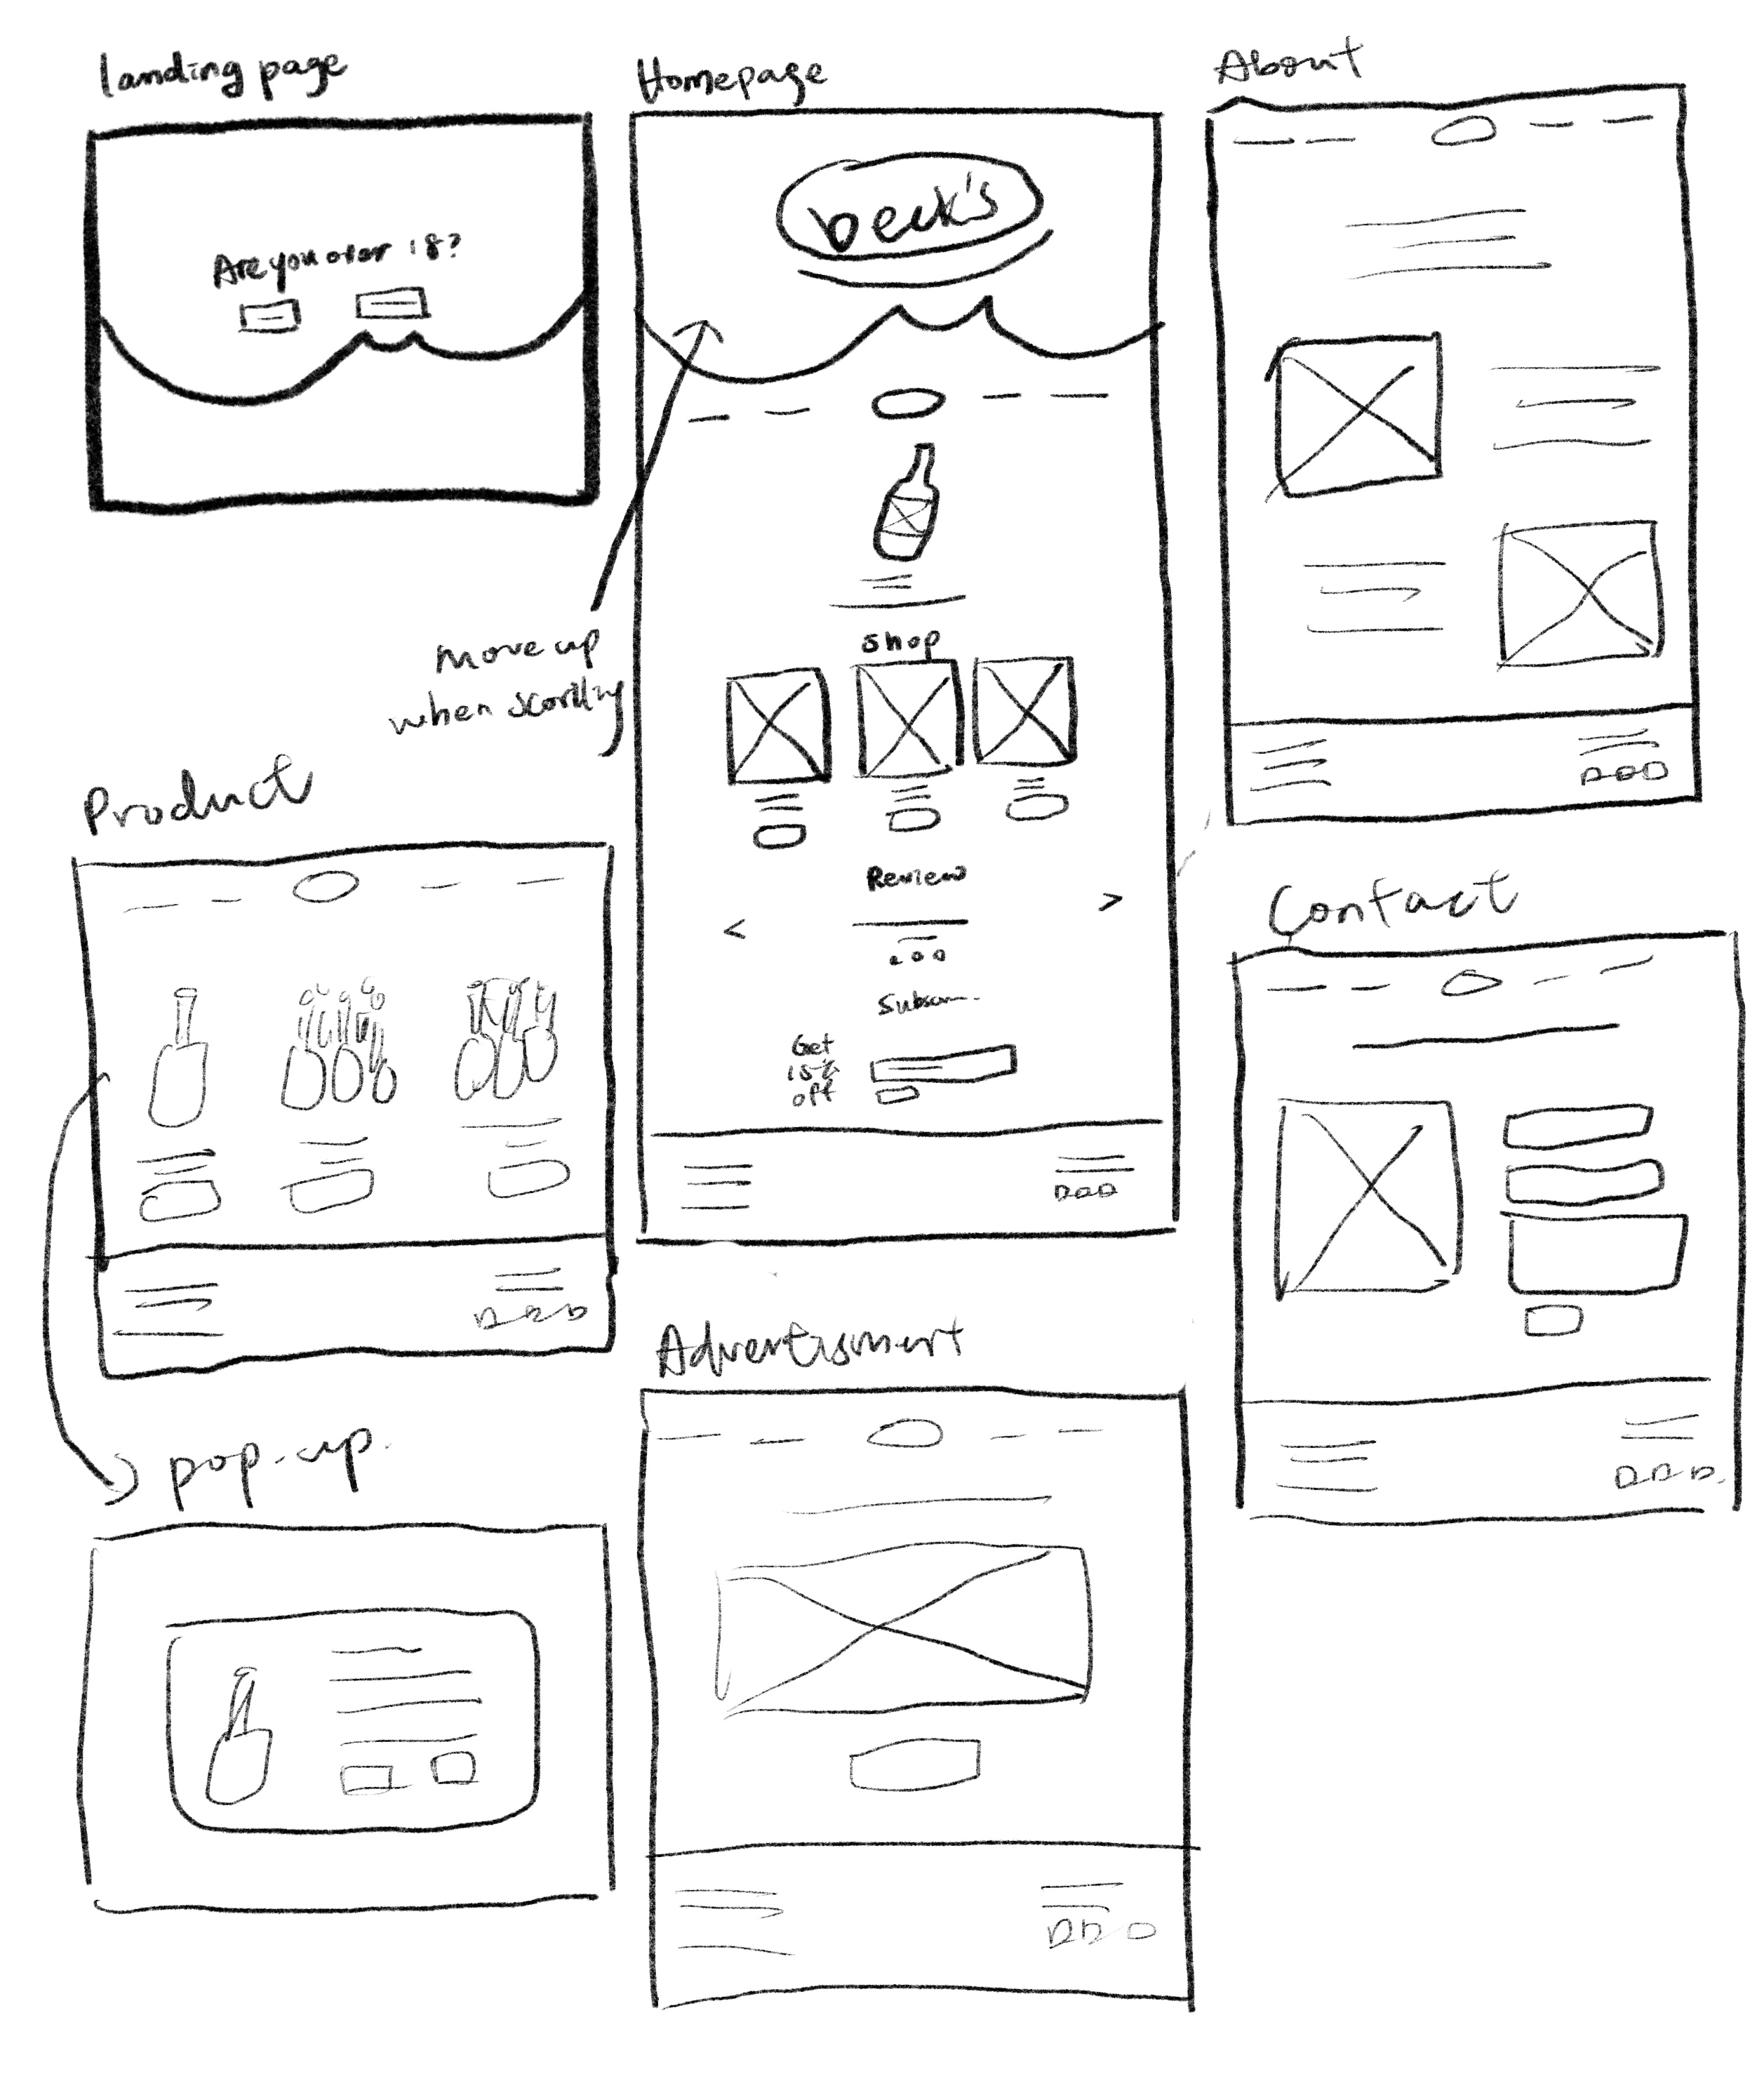 landing page
Are you over 18?
Homepage
beck's
move up
when scorlling
shop
Review
<
>
Subscr..
Get
15%
off
About
Product
Contact
pop-up.
Advertisment